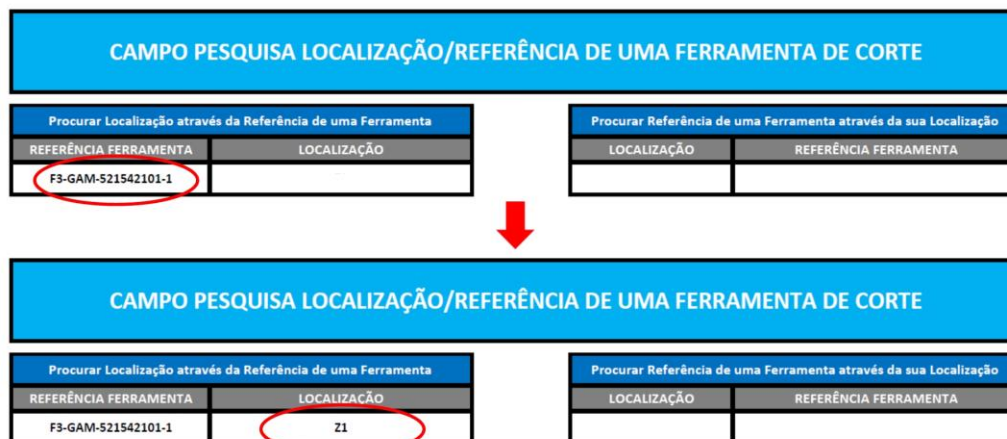 CAMPO PESQUISA LOCALIZAÇÃO/REFERÊNCIA DE UMA FERRAMENTA DE CORTE
Procurar Localização através da Referência de uma Ferramenta
REFERÊNCIA FERRAMENTA LOCALIZAÇÃO
F3-GAM-521542101-1
Procurar Referência de uma Ferramenta através da sua Localização
LOCALIZAÇÃO REFERÊNCIA FERRAMENTA
CAMPO PESQUISA LOCALIZAÇÃO/REFERÊNCIA DE UMA FERRAMENTA DE CORTE
Procurar Localização através da Referência de uma Ferramenta
REFERÊNCIA FERRAMENTA LOCALIZAÇÃO
F3-GAM-521542101-1 Z1
Procurar Referência de uma Ferramenta através da sua Localização
LOCALIZAÇÃO REFERÊNCIA FERRAMENTA